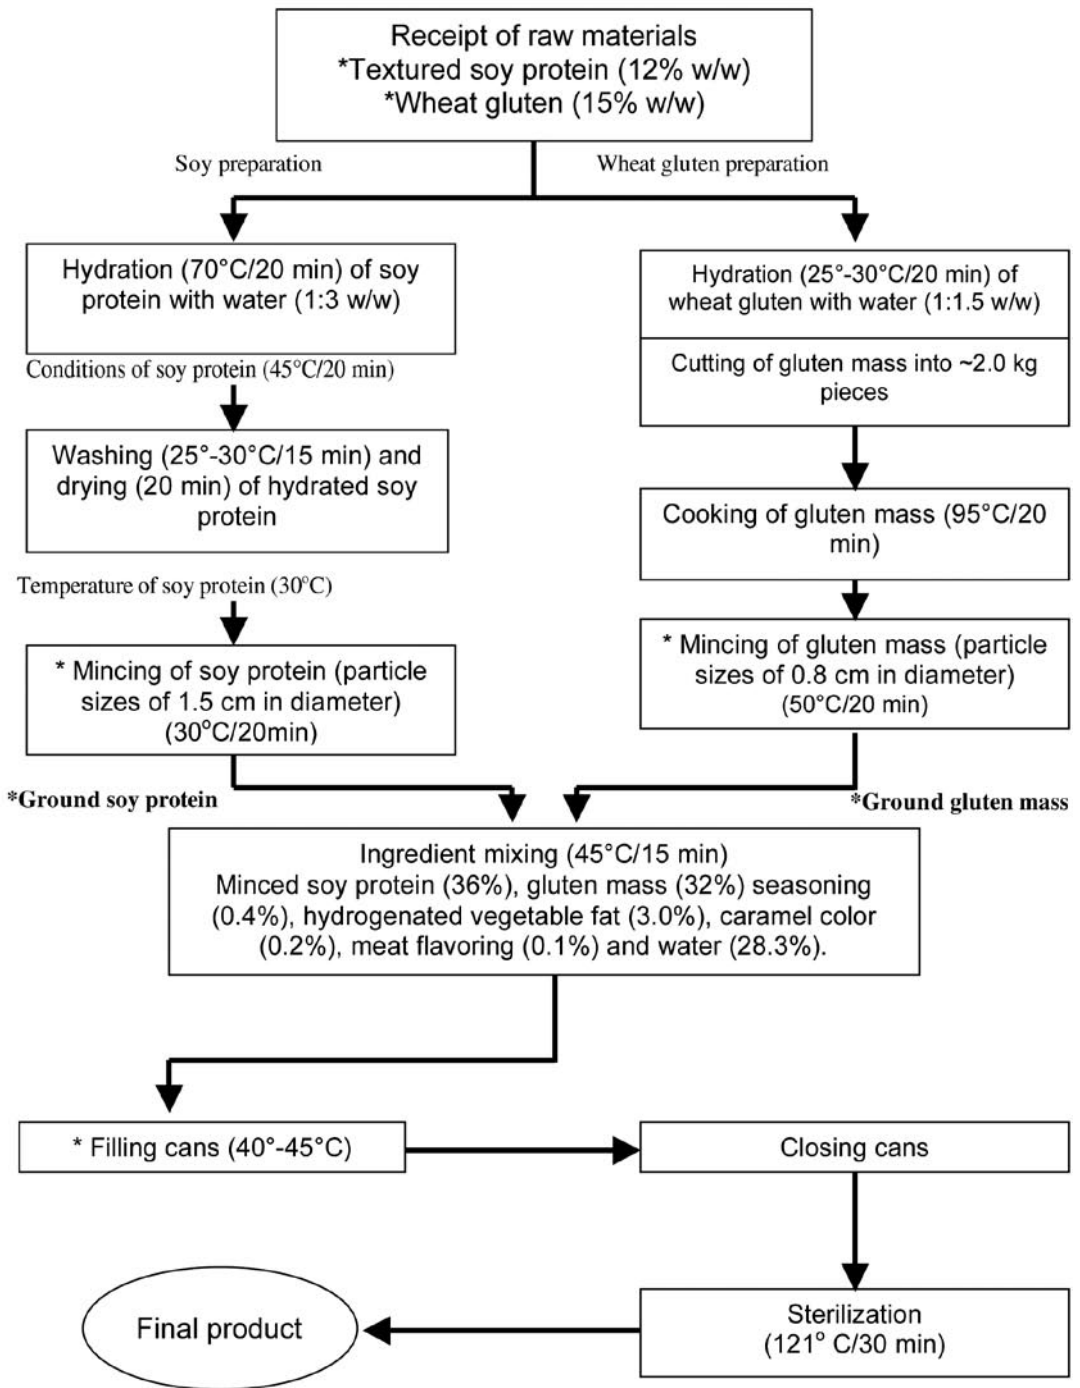 Receipt of raw materials
*Textured soy protein (12% w/w)
*Wheat gluten (15% w/w)
Soy preparation
Wheat gluten preparation
Hydration (70°C/20 min) of soy
protein with water (1:3 w/w)
Conditions of soy protein (45°C/20 min)
Washing (25°-30°C/15 min) and
drying (20 min) of hydrated soy
protein
Temperature of soy protein (30°C)
* Mincing of soy protein (particle
sizes of 1.5 cm in diameter)
(30°C/20min)
*Ground soy protein
Hydration (25°-30°C/20 min) of
wheat gluten with water (1:1.5 w/w)
Cutting of gluten mass into ~2.0 kg
pieces
Cooking of gluten mass (95°C/20
min)
* Mincing of gluten mass (particle
sizes of 0.8 cm in diameter)
(50°C/20 min)
*Ground gluten mass
Ingredient mixing (45°C/15 min)
Minced soy protein (36%), gluten mass (32%) seasoning
(0.4%), hydrogenated vegetable fat (3.0%), caramel color
(0.2%), meat flavoring (0.1%) and water (28.3%).
* Filling cans (40°-45°C)
Closing cans
Sterilization
(121° C/30 min)
Final product